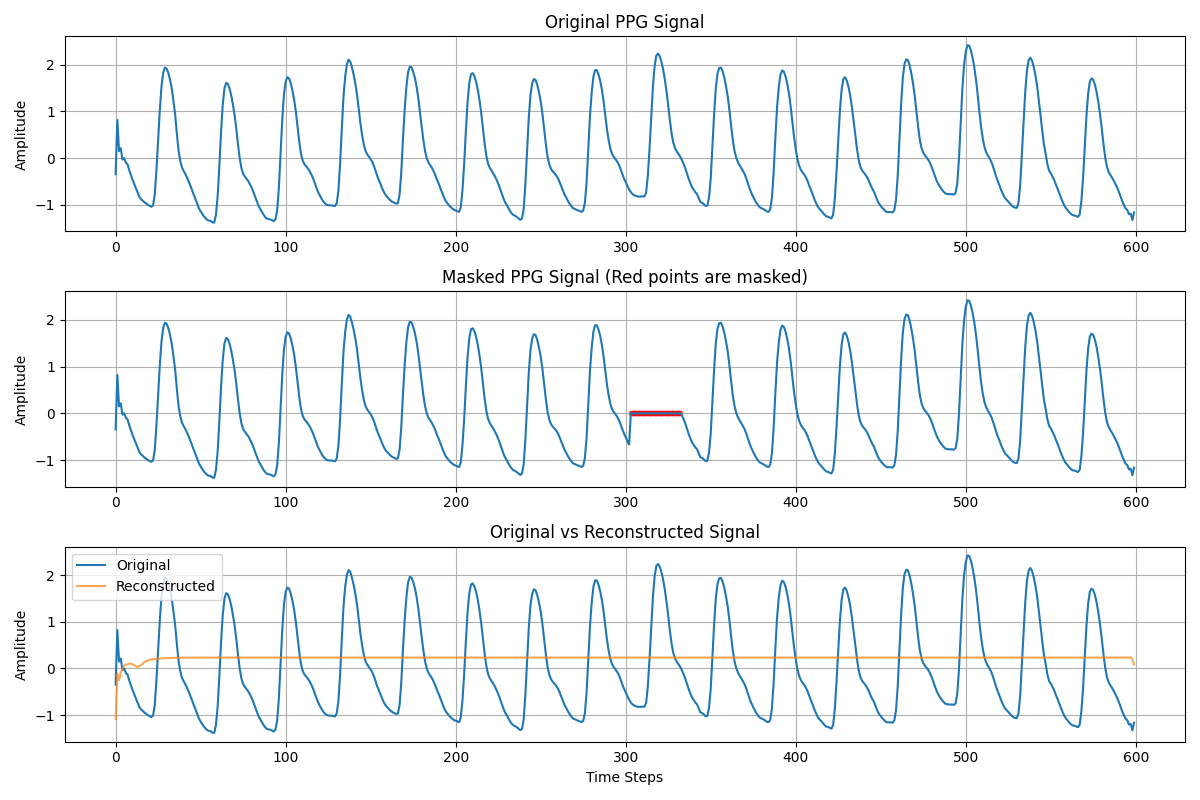 Original PPG Signal
Amplitude
2
1
0
−1
0 100 200 300 400 500 600
Masked PPG Signal (Red points are masked)
Amplitude
2
1
0
−1
0 100 200 300 400 500 600
Original vs Reconstructed Signal
Original
Reconstructed
Amplitude
2
1
0
−1
0 100 200 300 400 500 600
Time Steps